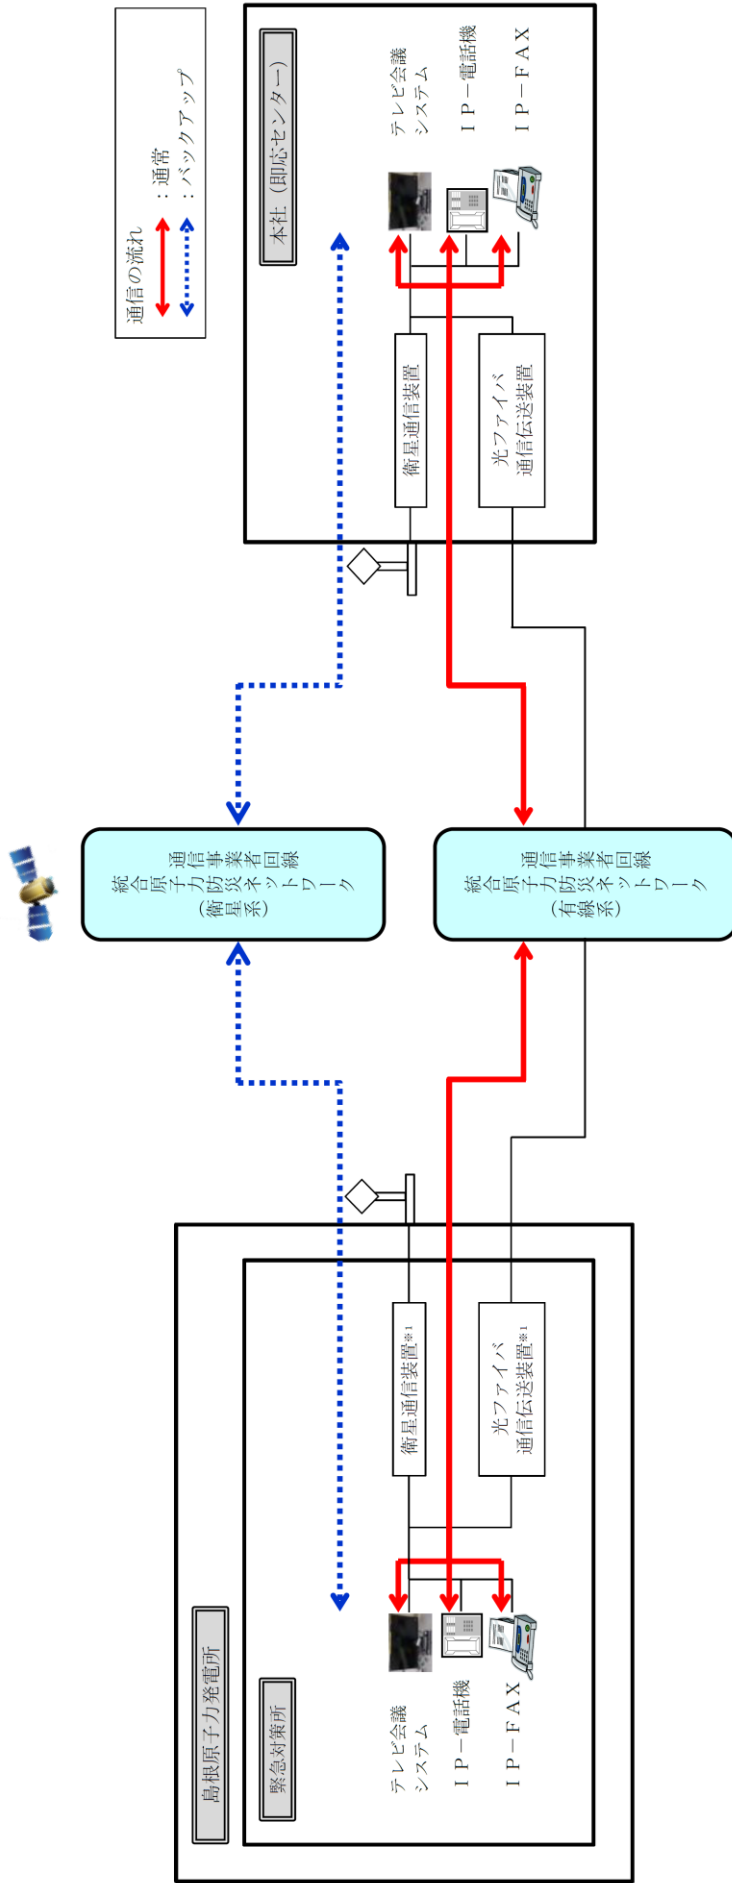 通信の流れ
：通常
：バックアップ
島根原子力発電所
緊急対策所
テレビ会議
システム
ＩＰ－電話機
ＩＰ－ＦＡＸ
衛星通信装置※1
光ファイバ
通信伝送装置※1
通信事業者回線
統合原子力防災ネットワーク
(衛星系)
通信事業者回線
統合原子力防災ネットワーク
(有線系)
本社（即応センター）
衛星通信装置
光ファイバ
通信伝送装置
テレビ会議
システム
ＩＰ－電話機
ＩＰ－ＦＡＸ